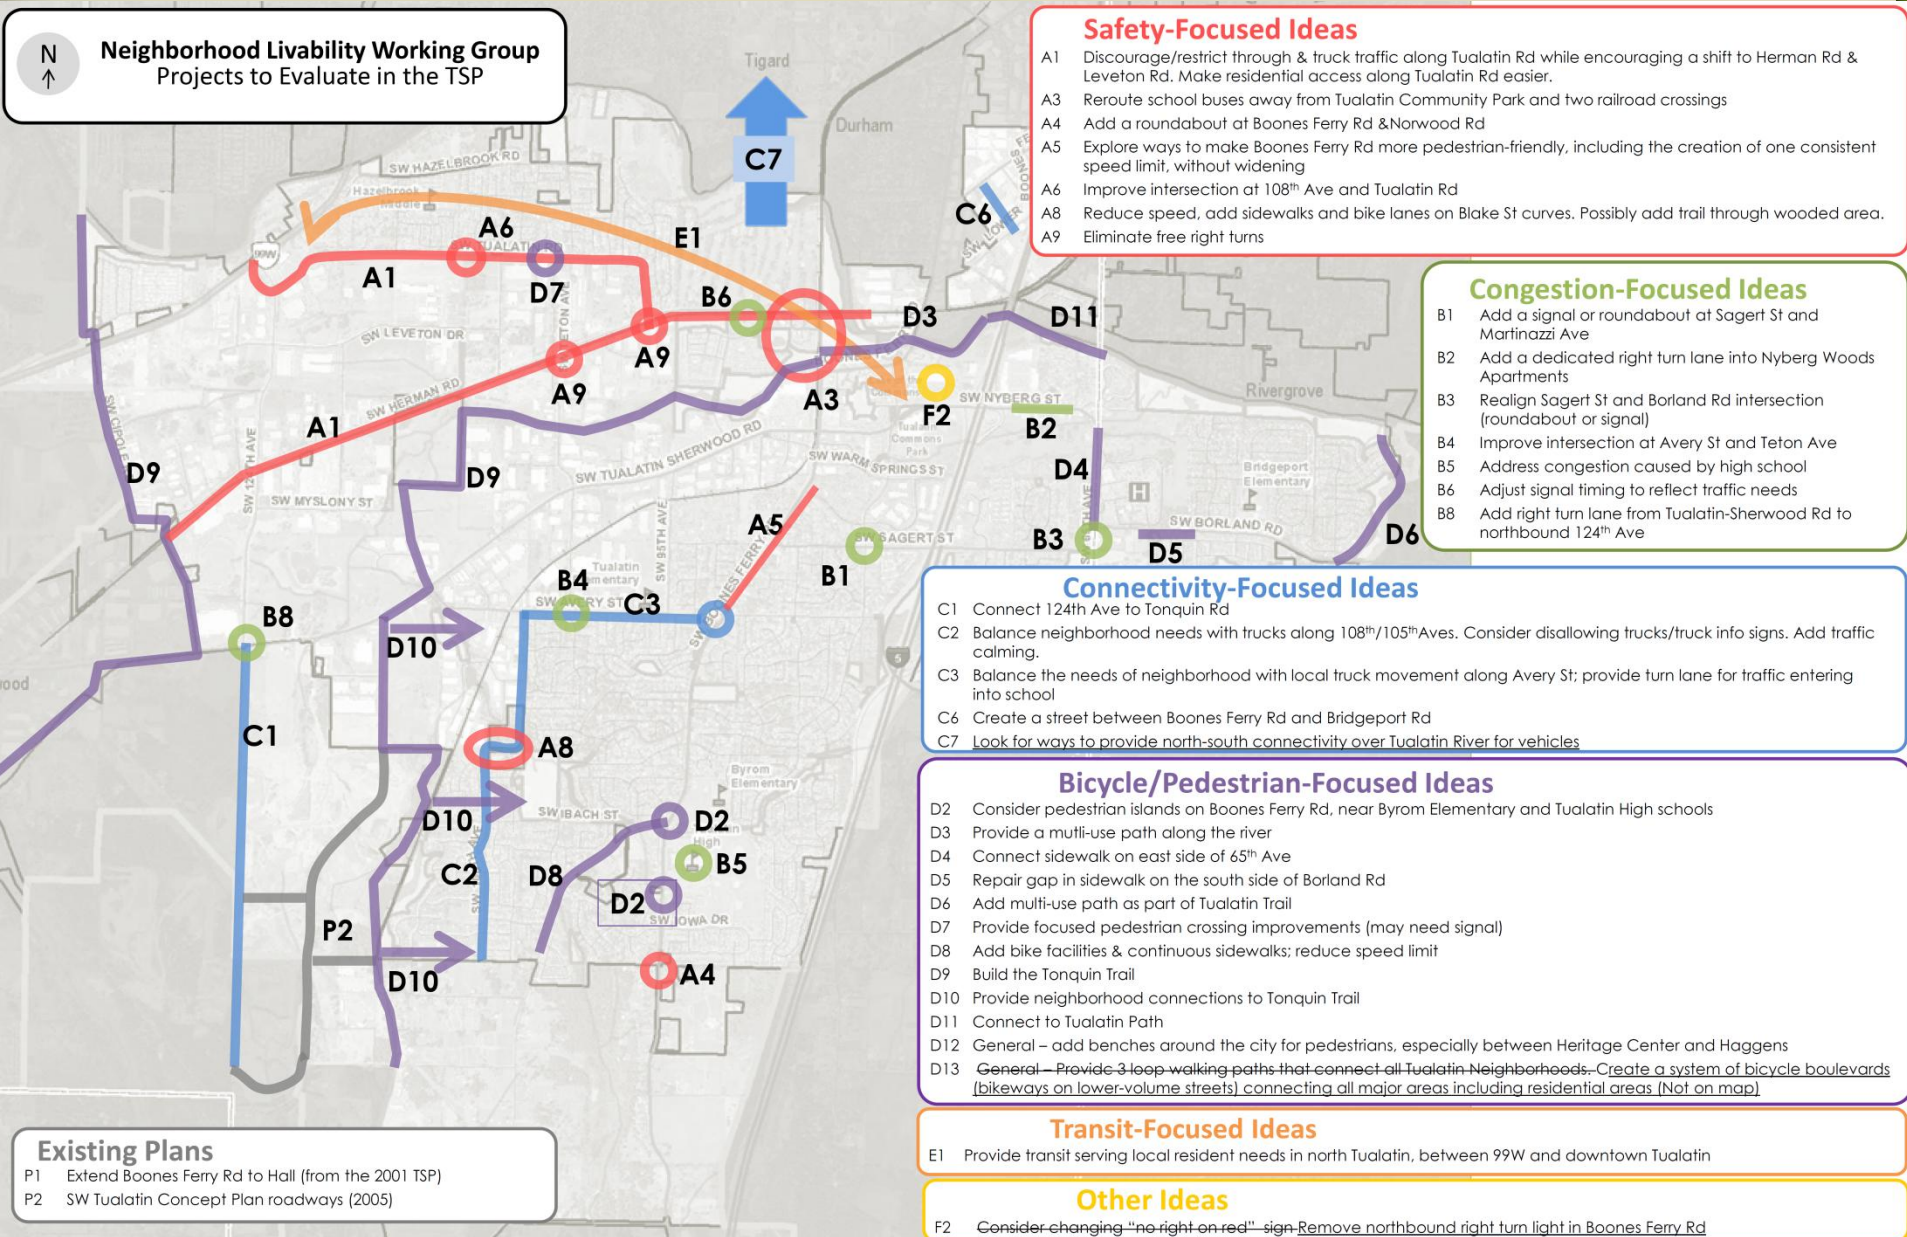 N
Neighborhood Livability Working Group
Projects to Evaluate in the TSP
Safety-Focused Ideas
A1 Discourage/restrict through & truck traffic along Tualatin Rd while encouraging a shift to Herman Rd &
Leveton Rd. Make residential access along Tualatin Rd easier.
A3 Reroute school buses away from Tualatin Community Park and two railroad crossings
A4 Add a roundabout at Boones Ferry Rd &Norwood Rd
A5 Explore ways to make Boones Ferry Rd more pedestrian-friendly, including the creation of one consistent
speed limit, without widening
A6 Improve intersection at 108th Ave and Tualatin Rd
A8 Reduce speed, add sidewalks and bike lanes on Blake St curves. Possibly add trail through wooded area.
A9 Eliminate free right turns
Congestion-Focused Ideas
B1 Add a signal or roundabout at Sagert St and
Martinazzi Ave
B2 Add a dedicated right turn lane into Nyberg Woods
Apartments
B3 Realign Sagert St and Borland Rd intersection
(roundabout or signal)
B4 Improve intersection at Avery St and Teton Ave
B5 Address congestion caused by high school
B6 Adjust signal timing to reflect traffic needs
B8 Add right turn lane from Tualatin-Sherwood Rd to
northbound 124th Ave
Connectivity-Focused Ideas
C1 Connect 124th Ave to Tonquin Rd
C2 Balance neighborhood needs with trucks along 108th/105thAves. Consider disallowing trucks/truck info signs. Add traffic
calming.
C3 Balance the needs of neighborhood with local truck movement along Avery St; provide turn lane for traffic entering
into school
C6 Create a street between Boones Ferry Rd and Bridgeport Rd
C7 Look for ways to provide north-south connectivity over Tualatin River for vehicles
Bicycle/Pedestrian-Focused Ideas
D2 Consider pedestrian islands on Boones Ferry Rd, near Byrom Elementary and Tualatin High schools
D3 Provide a mutli-use path along the river
D4 Connect sidewalk on east side of 65th Ave
D5 Repair gap in sidewalk on the south side of Borland Rd
D6 Add multi-use path as part of Tualatin Trail
D7 Provide focused pedestrian crossing improvements (may need signal)
D8 Add bike facilities & continuous sidewalks; reduce speed limit
D9 Build the Tonquin Trail
D10 Provide neighborhood connections to Tonquin Trail
D11 Connect to Tualatin Path
D12 General – add benches around the city for pedestrians, especially between Heritage Center and Haggens
D13 General – Provide 3 loop walking paths that connect all Tualatin Neighborhoods. Create a system of bicycle boulevards
(bikeways on lower-volume streets) connecting all major areas including residential areas (Not on map)
Transit-Focused Ideas
E1 Provide transit serving local resident needs in north Tualatin, between 99W and downtown Tualatin
Other Ideas
F2 Consider changing “no right on red” sign Remove northbound right turn light in Boones Ferry Rd
Existing Plans
P1 Extend Boones Ferry Rd to Hall (from the 2001 TSP)
P2 SW Tualatin Concept Plan roadways (2005)
Tigard
C7
Durham
SW HAZELBROOK RD
Hazelbrook
Middle
C6
A6
SW TUALATIN RD
E1
99W
A1
D7
B6
D3
D11
SW LEVETON DR
A9
A9
A3
SW HERMAN RD
F2
SW NYBERG ST
Rivergrove
B2
A1
Tualatin
Commons
Park
SW TUALATIN SHERWOOD RD
SW WARM SPRINGS ST
D9
D9
D4
H
Bridgeport
Elementary
SW MYSLONY ST
SW 95TH AVE
A5
SW SAGERT ST
SW BORLAND RD
B3
D5
D6
B1
Tualatin
B4
SW AVERY ST
C3
B8
D10
5
C1
A8
Byrom
Elementary
D10
SW IBACH ST
D2
High
B5
C2
D8
D2
SW IOWA DR
P2
D10
A4